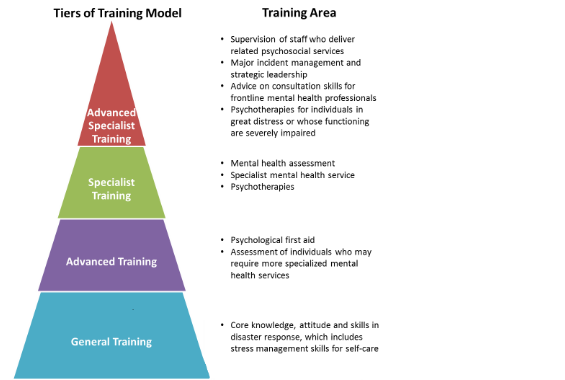 Tiers of Training Model
Training Area
Advanced
Specialist
Training
• Supervision of staff who deliver
related psychosocial services
• Major incident management and
strategic leadership
• Advice on consultation skills for
frontline mental health professionals
• Psychotherapies for individuals in
great distress or whose functioning
are severely impaired
Specialist
Training
• Mental health assessment
• Specialist mental health service
• Psychotherapies
Advanced Training
• Psychological first aid
• Assessment of individuals who may
require more specialized mental
health services
General Training
• Core knowledge, attitude and skills in
disaster response, which includes
stress management skills for self-care